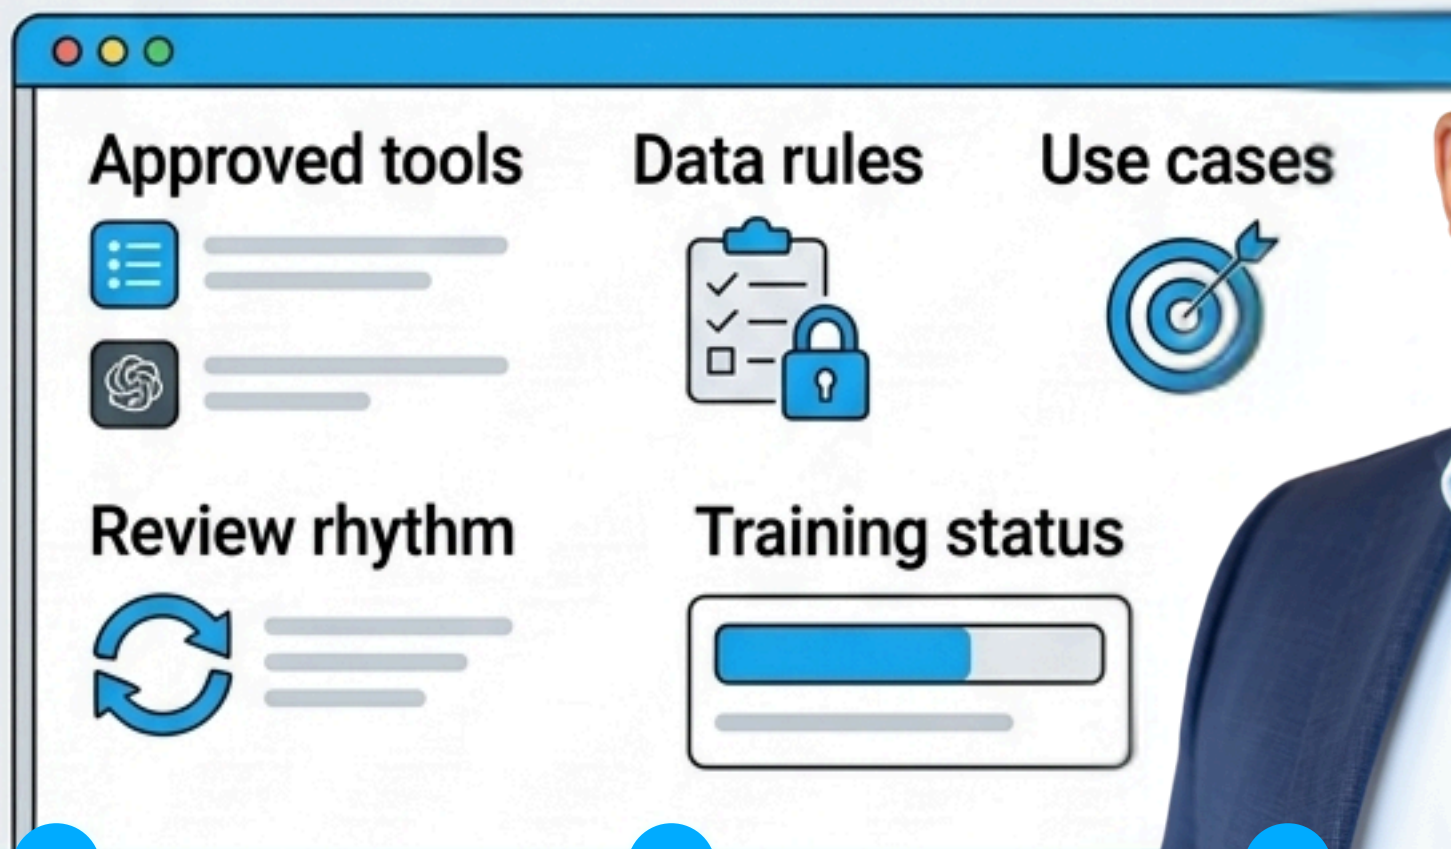 Approved tools
Data rules
Use cases
Review rhythm
Training status